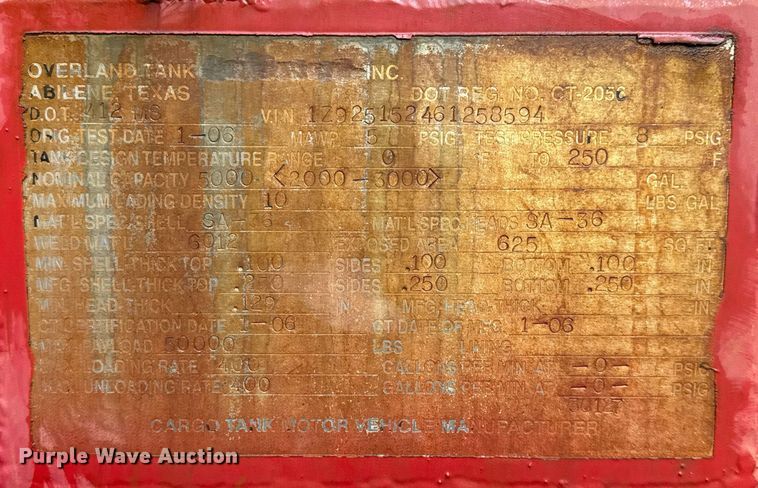 OVERLAND TANK INC.
ABILENE, TEXAS DOT REG. NO. CT-2056
D.O.T. 412 MS V.I.N 1Z92S152461258594
ORIG. TEST DATE 1-06 MAWP 5 PSIG TEST PRESSURE 8 PSIG
TANK DESIGN TEMPERATURE RANGE 0 °F TO 250 °F
NOMINAL CAPACITY 5000 <2000-3000> GAL.
MAXIMUM LADING DENSITY 10 LBS GAL
MAT'L SPEC SHELL SA-36 MAT'L SPEC HEADS SA-36
WELD MAT'L 6012 EXPOSED AREA 625 SQ. FT.
MIN. SHELL THICK TOP .100 SIDES .100 BOTTOM .100 IN
MFG SHELL THICK TOP SIDES .250 BOTTOM .250 IN
MIN. HEAD THICK .129 IN MFG. HEAD THICK
CT CERTIFICATION DATE 1-06 CT DATE OF MFG 1-06
MAX PAYLOAD 50000 LBS LINING
MAX. LOADING RATE 400 GALLONS PER MIN. AT -0- PSIG
MAX. UNLOADING RATE 400 GALLONS PER MIN. AT -0- PSIG
CARGO TANK MOTOR VEHICLE MANUFACTURER
Purple Wave Auction